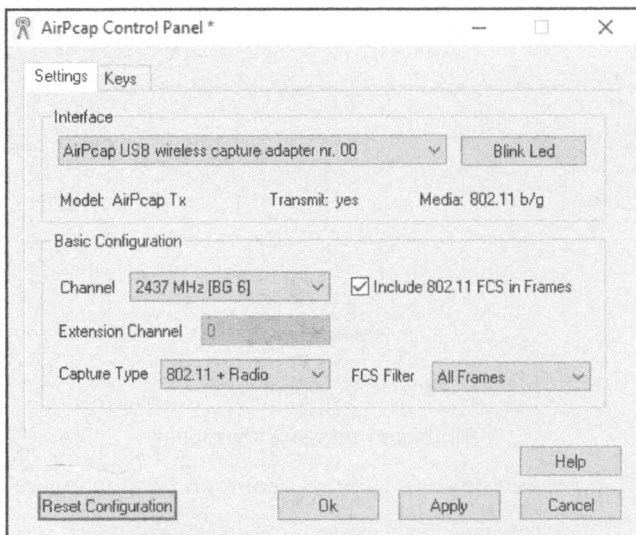 AirPcap Control Panel *
Settings Keys
Interface
AirPcap USB wireless capture adapter nr. 00 Blink Led
Model: AirPcap Tx Transmit: yes Media: 802.11 b/g
Basic Configuration
Channel 2437 MHz [BG 6] Include 802.11 FCS in Frames
Extension Channel 0
Capture Type 802.11 + Radio FCS Filter All Frames
Help
Reset Configuration Ok Apply Cancel